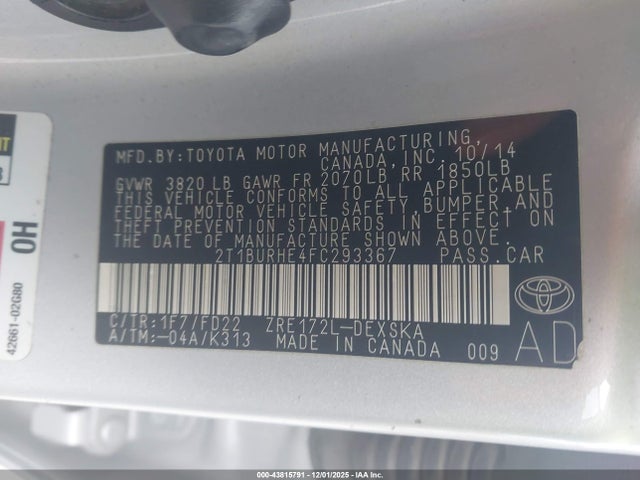 MFD.BY:TOYOTA MOTOR MANUFACTURING,
CANADA,INC. 10/14
GVWR 3820 LB GAWR FR 2070LB RR 1850LB
THIS VEHICLE CONFORMS TO ALL APPLICABLE
FEDERAL MOTOR VEHICLE SAFETY, BUMPER, AND
THEFT PREVENTION STANDARDS IN EFFECT ON
THE DATE OF MANUFACTURE SHOWN ABOVE.
2T1BURHE4FC293367 PASS.CAR
C/TR:1F7/FD22 ZRE172L-DEXSKA
A/TM:-04A/K313 MADE IN CANADA 009
AD
42661-02G80
0H
000-43815791 - 12/01/2025 - IAA Inc.